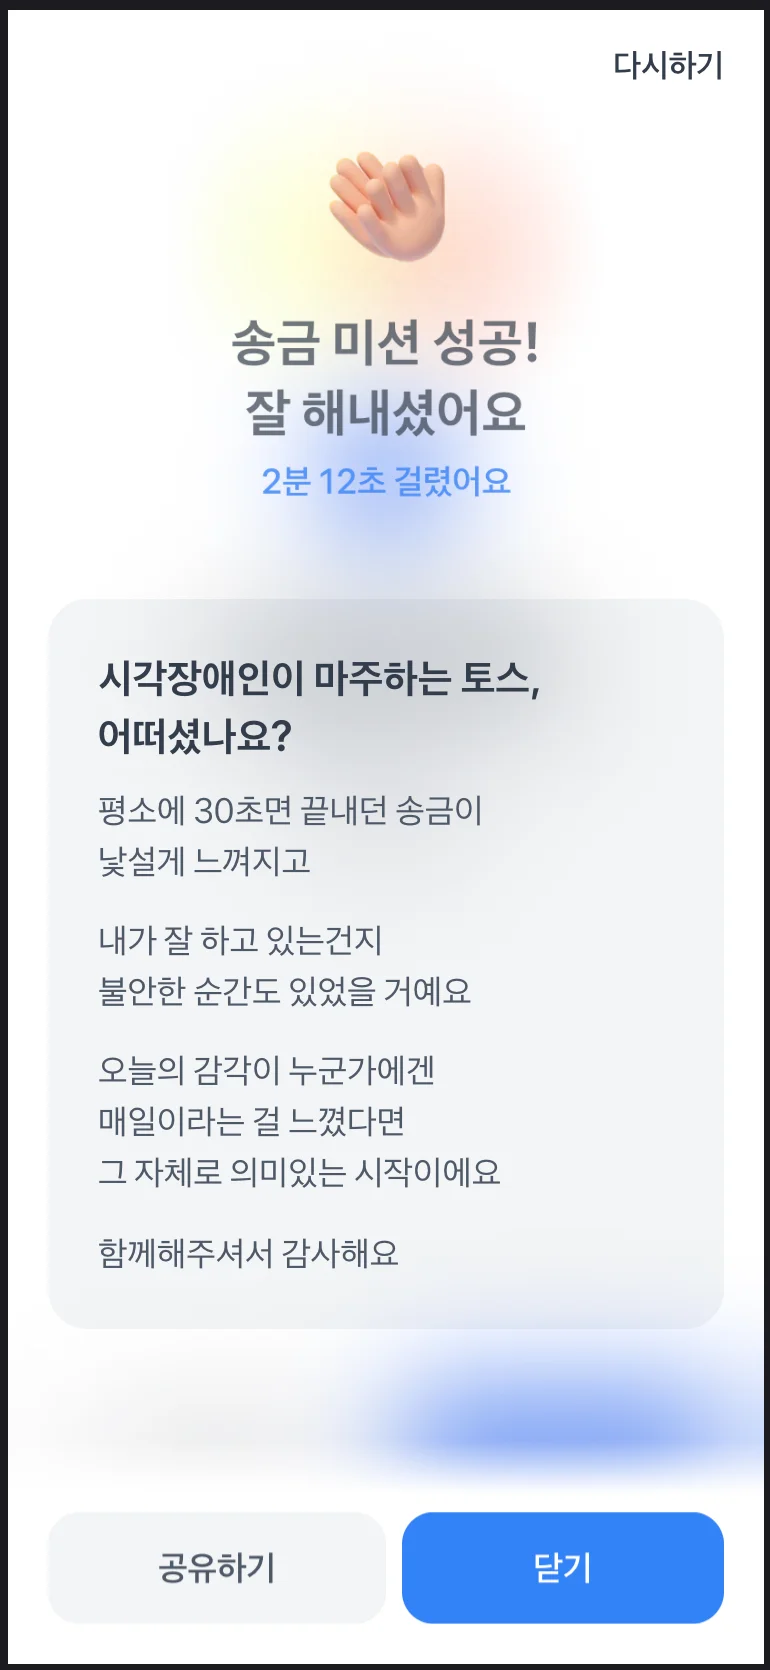 다시하기
송금 미션 성공!
잘 해내셨어요
2분 12초 걸렸어요
시각장애인이 마주하는 토스,
어떠셨나요?
평소에 30초면 끝내던 송금이
낯설게 느껴지고
내가 잘 하고 있는건지
불안한 순간도 있었을 거예요
오늘의 감각이 누군가에겐
매일이라는 걸 느꼈다면
그 자체로 의미있는 시작이에요
함께해주셔서 감사해요
공유하기
닫기